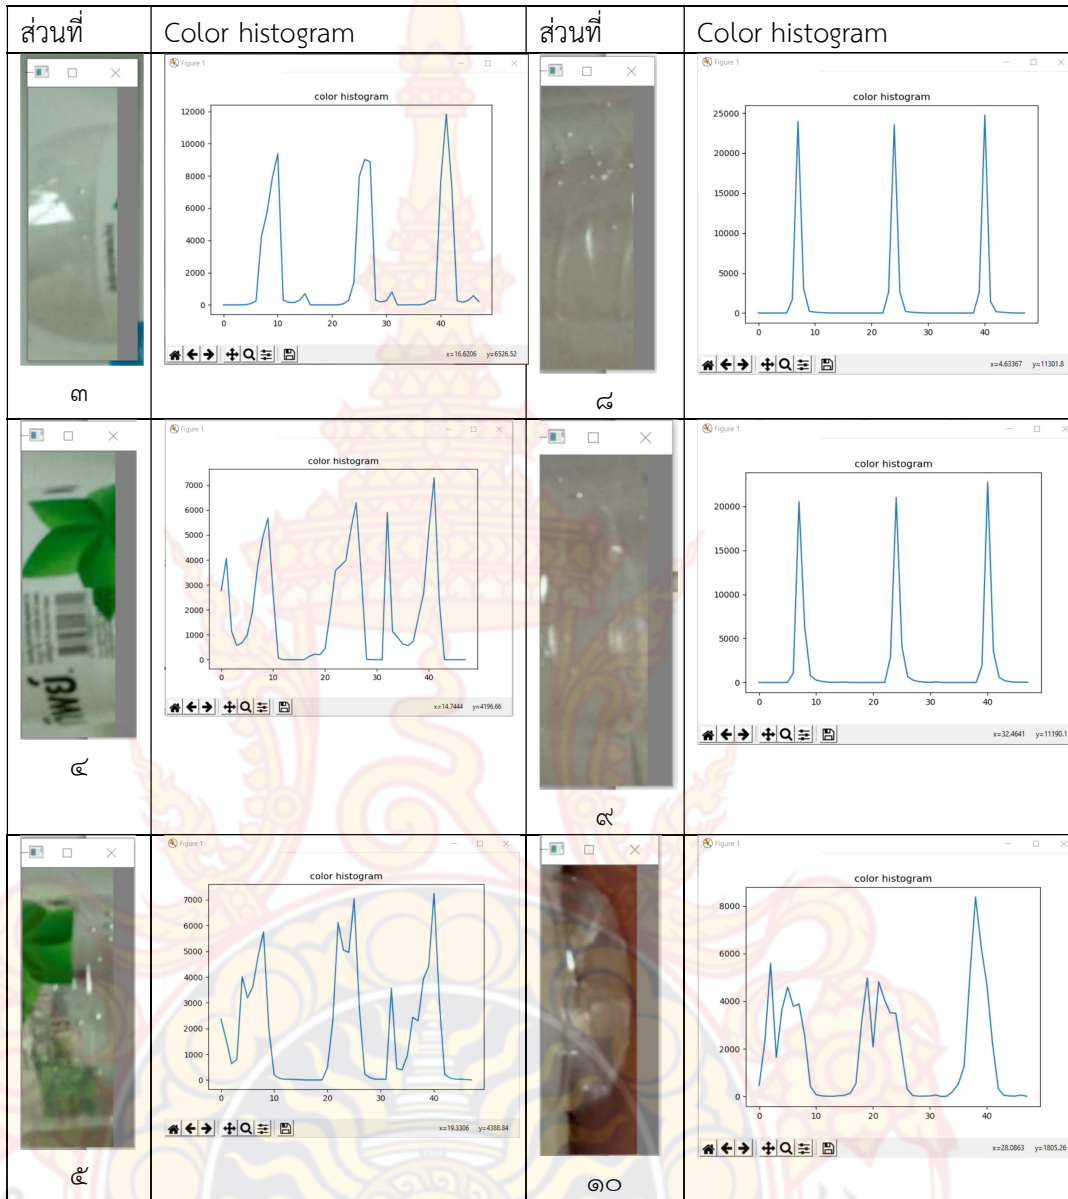 ส่วนที่ Color histogram ส่วนที่ Color histogram
Figure 1
color histogram
12000
10000
8000
6000
4000
2000
0
0 10 20 30 40
x=16.6206 y=6526.52
๓
Figure 1
color histogram
25000
20000
15000
10000
5000
0
0 10 20 30 40
x=4.63367 y=11301.8
๘
Figure 1
color histogram
7000
6000
5000
4000
3000
2000
1000
0
0 10 20 30 40
x=14.7444 y=4196.66
ทิพย์
๔
Figure 1
color histogram
20000
15000
10000
5000
0
0 10 20 30 40
x=32.4641 y=11190.1
๙
Figure 1
color histogram
7000
6000
5000
4000
3000
2000
1000
0
0 10 20 30 40
x=19.3306 y=4388.84
๕
Figure 1
color histogram
8000
6000
4000
2000
0
0 10 20 30 40
x=28.0863 y=1805.26
๑๐